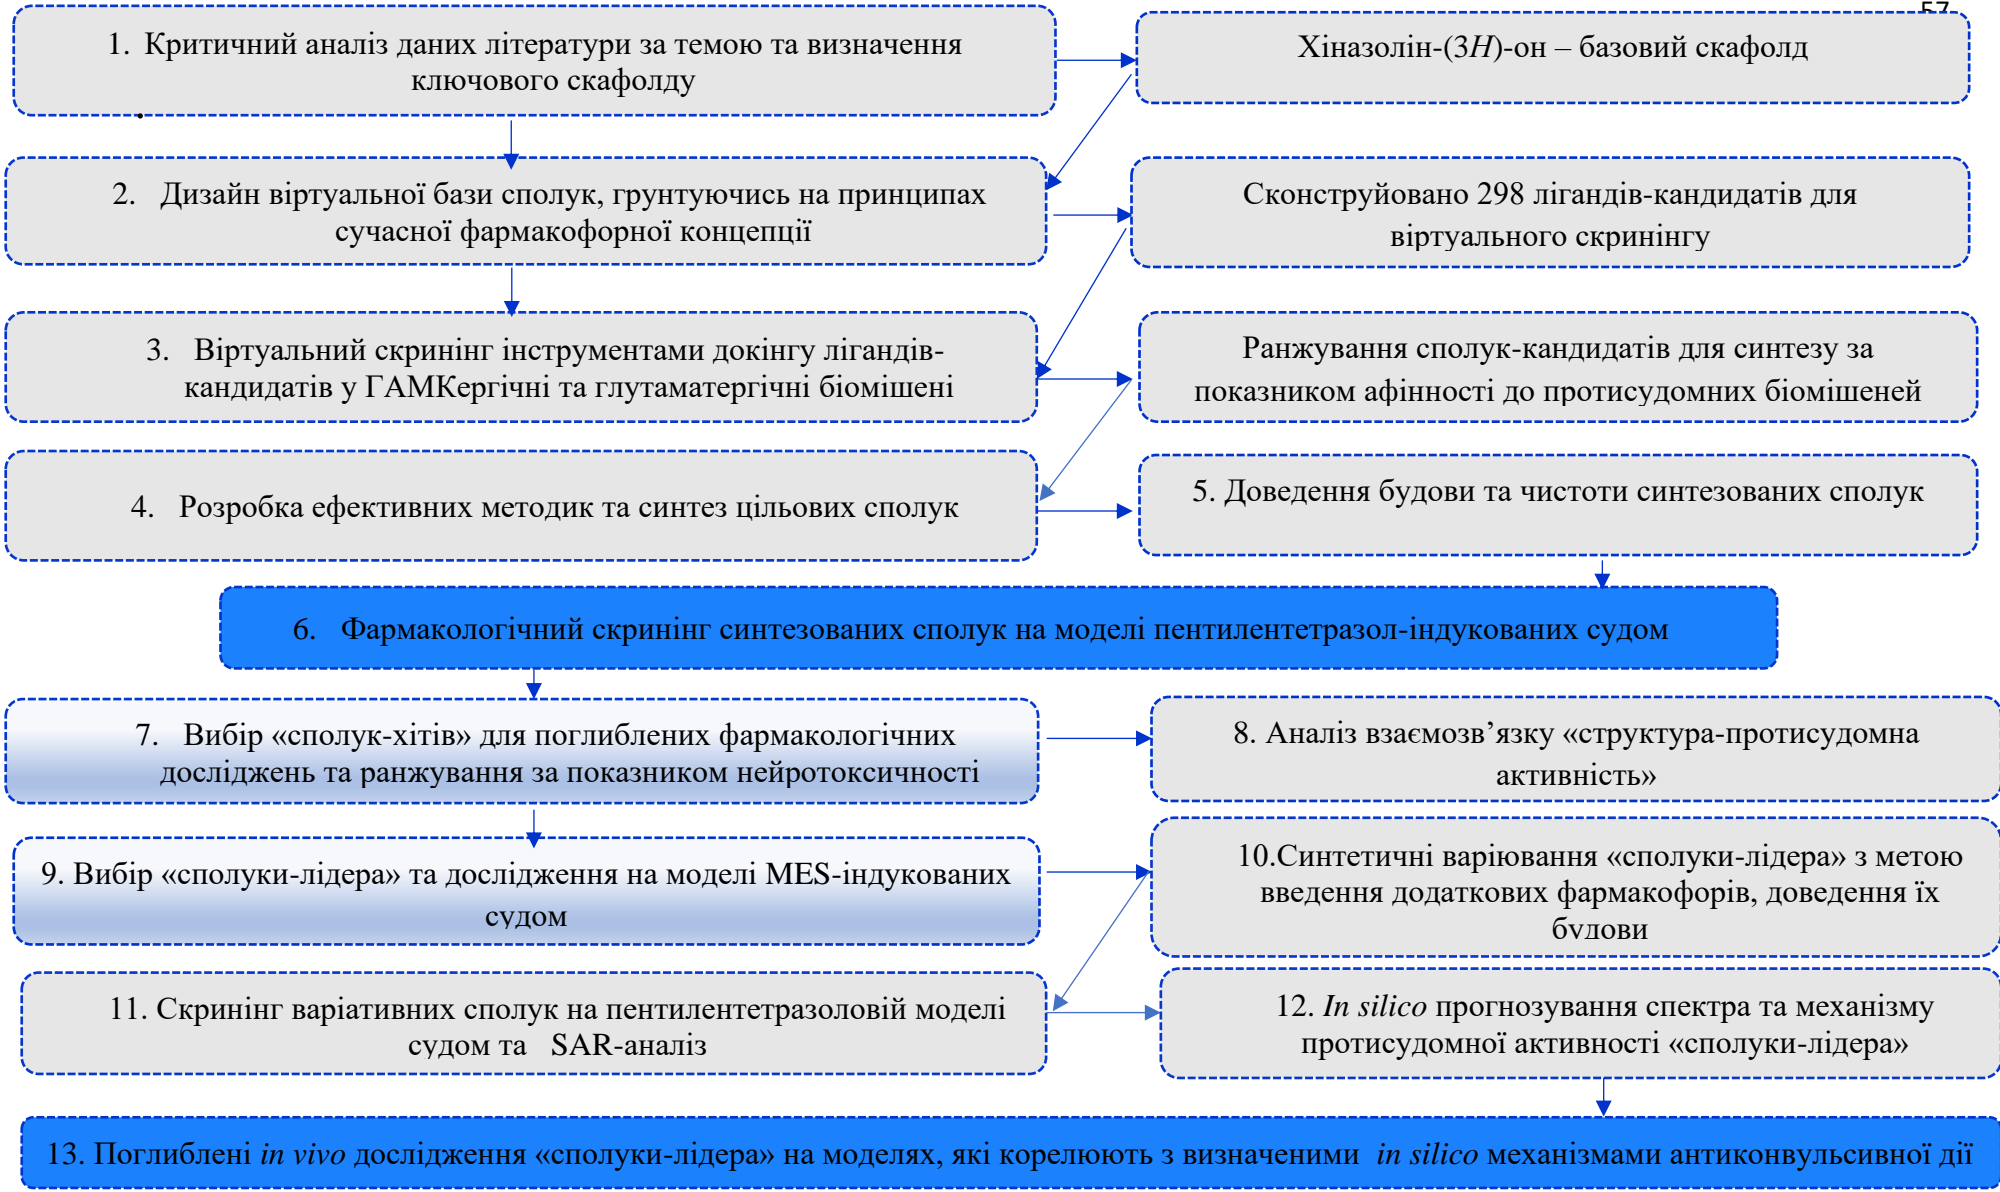 57
1. Критичний аналіз даних літератури за темою та визначення
ключового скафолду
.
Хіназолін-(3H)-он – базовий скафолд
2. Дизайн віртуальної бази сполук, грунтуючись на принципах
сучасної фармакофорної концепції
Сконструйовано 298 лігандів-кандидатів для
віртуального скринінгу
3. Віртуальний скринінг інструментами докінгу лігандів-
кандидатів у ГАМКергічні та глутаматергічні біомішені
Ранжування сполук-кандидатів для синтезу за
показником афінності до протисудомних біомішеней
4. Розробка ефективних методик та синтез цільових сполук
5. Доведення будови та чистоти синтезованих сполук
6. Фармакологічний скринінг синтезованих сполук на моделі пентилентетразол-індукованих судом
7. Вибір «сполук-хітів» для поглиблених фармакологічних
досліджень та ранжування за показником нейротоксичності
8. Аналіз взаємозв’язку «структура-протисудомна
активність»
9. Вибір «сполуки-лідера» та дослідження на моделі MES-індукованих
судом
10.Синтетичні варіювання «сполуки-лідера» з метою
введення додаткових фармакофорів, доведення їх
будови
11. Скринінг варіативних сполук на пентилентетразоловій моделі
судом та SAR-аналіз
12. In silico прогнозування спектра та механізму
протисудомної активності «сполуки-лідера»
13. Поглиблені in vivo дослідження «сполуки-лідера» на моделях, які корелюють з визначеними in silico механізмами антиконвульсивної дії